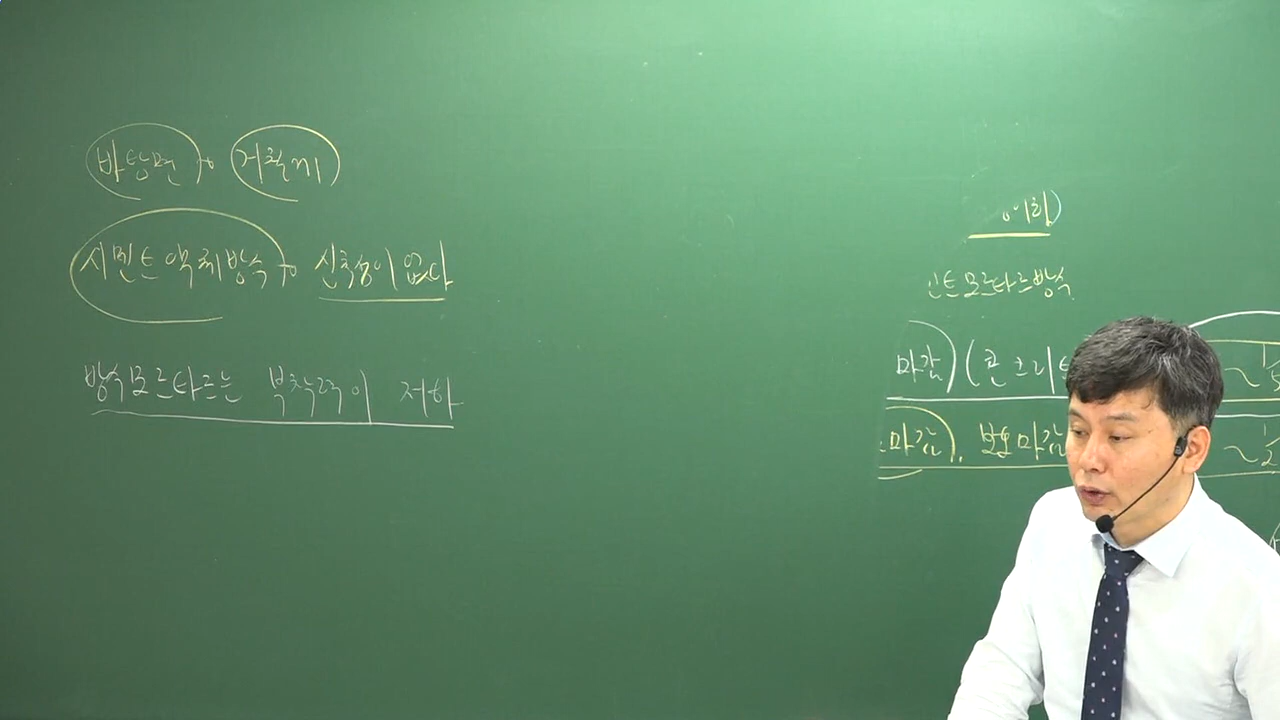 바탕면 → 거칠게
시멘트 액체방수 → 신축성이 없다
방수모르타르는 부착력이 저하
이하)
멘트모르타르방수
마감) (콘크리트
마감). 보호마감